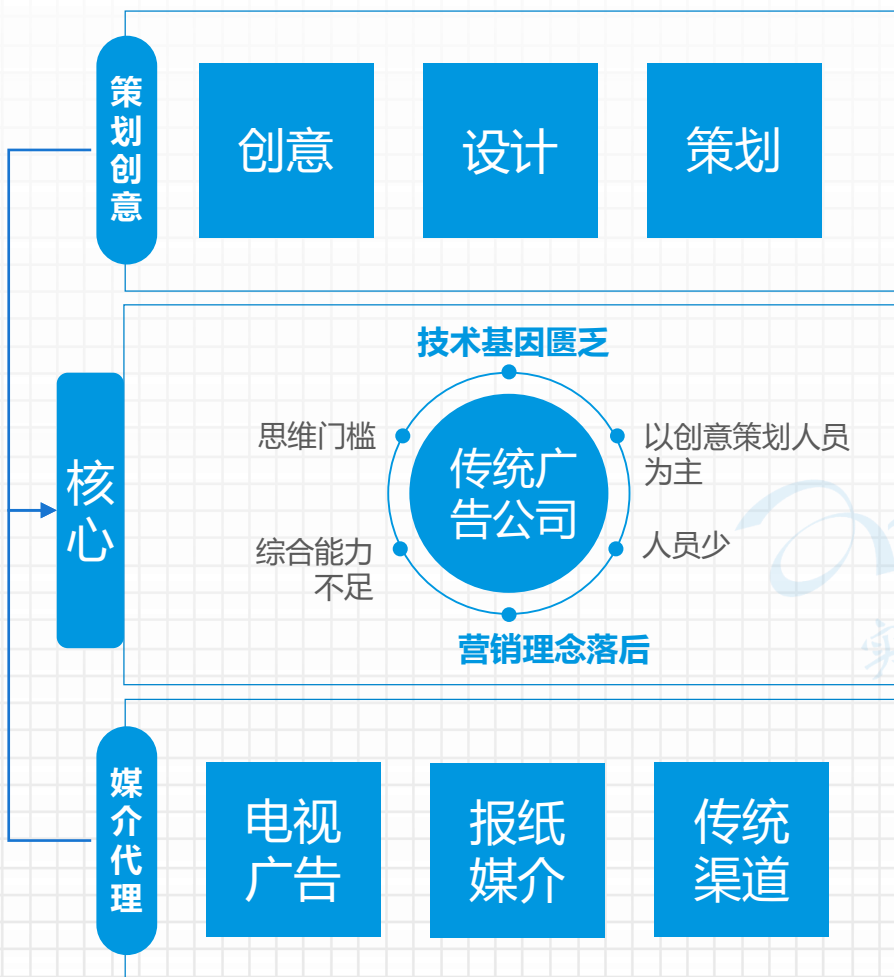 策划创意
创意
设计
策划
核心
技术基因匮乏
思维门槛
以创意策划人员
为主
传统广
告公司
综合能力
不足
人员少
营销理念落后
媒介代理
电视
广告
报纸
媒介
传统
渠道